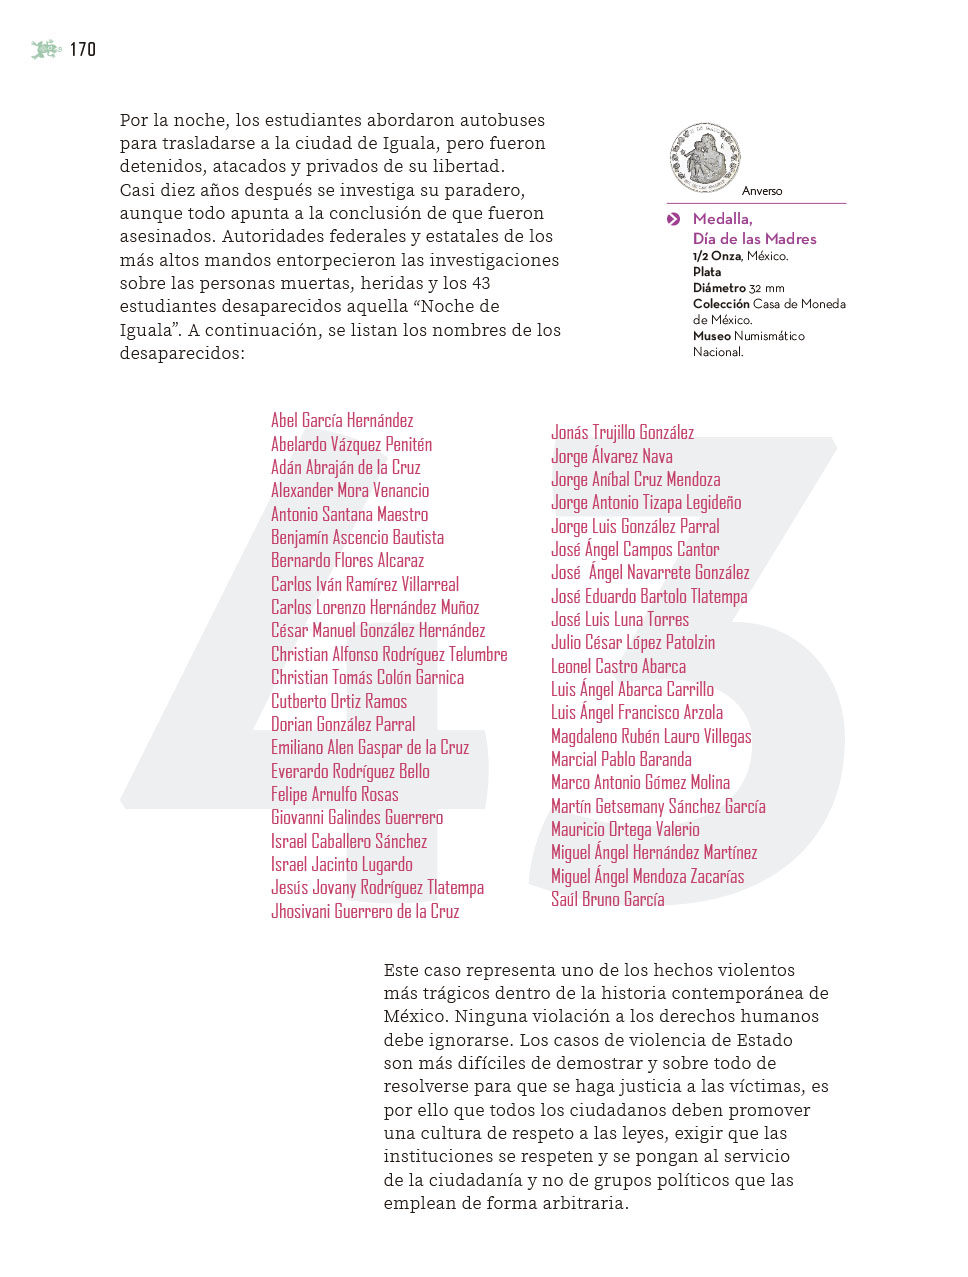 170
Por la noche, los estudiantes abordaron autobuses
para trasladarse a la ciudad de Iguala, pero fueron
detenidos, atacados y privados de su libertad.
Casi diez años después se investiga su paradero,
aunque todo apunta a la conclusión de que fueron
asesinados. Autoridades federales y estatales de los
más altos mandos entorpecieron las investigaciones
sobre las personas muertas, heridas y los 43
estudiantes desaparecidos aquella “Noche de
Iguala”. A continuación, se listan los nombres de los
desaparecidos:
Anverso
Medalla,
Día de las Madres
1/2 Onza, México.
Plata
Diámetro 32 mm
Colección Casa de Moneda
de México.
Museo Numismático
Nacional.
43
Abel García Hernández
Abelardo Vázquez Penitén
Adán Abraján de la Cruz
Alexander Mora Venancio
Antonio Santana Maestro
Benjamín Ascencio Bautista
Bernardo Flores Alcaraz
Carlos Iván Ramírez Villarreal
Carlos Lorenzo Hernández Muñoz
César Manuel González Hernández
Christian Alfonso Rodríguez Telumbre
Christian Tomás Colón Garnica
Cutberto Ortiz Ramos
Dorian González Parral
Emiliano Alen Gaspar de la Cruz
Everardo Rodríguez Bello
Felipe Arnulfo Rosas
Giovanni Galindes Guerrero
Israel Caballero Sánchez
Israel Jacinto Lugardo
Jesús Jovany Rodríguez Tlatempa
Jhosivani Guerrero de la Cruz
Jonás Trujillo González
Jorge Álvarez Nava
Jorge Aníbal Cruz Mendoza
Jorge Antonio Tizapa Legideño
Jorge Luis González Parral
José Ángel Campos Cantor
José  Ángel Navarrete González
José Eduardo Bartolo Tlatempa
José Luis Luna Torres
Julio César López Patolzin
Leonel Castro Abarca
Luis Ángel Abarca Carrillo
Luis Ángel Francisco Arzola
Magdaleno Rubén Lauro Villegas
Marcial Pablo Baranda
Marco Antonio Gómez Molina
Martín Getsemany Sánchez García
Mauricio Ortega Valerio
Miguel Ángel Hernández Martínez
Miguel Ángel Mendoza Zacarías
Saúl Bruno García
Este caso representa uno de los hechos violentos
más trágicos dentro de la historia contemporánea de
México. Ninguna violación a los derechos humanos
debe ignorarse. Los casos de violencia de Estado
son más difíciles de demostrar y sobre todo de
resolverse para que se haga justicia a las víctimas, es
por ello que todos los ciudadanos deben promover
una cultura de respeto a las leyes, exigir que las
instituciones se respeten y se pongan al servicio
de la ciudadanía y no de grupos políticos que las
emplean de forma arbitraria.